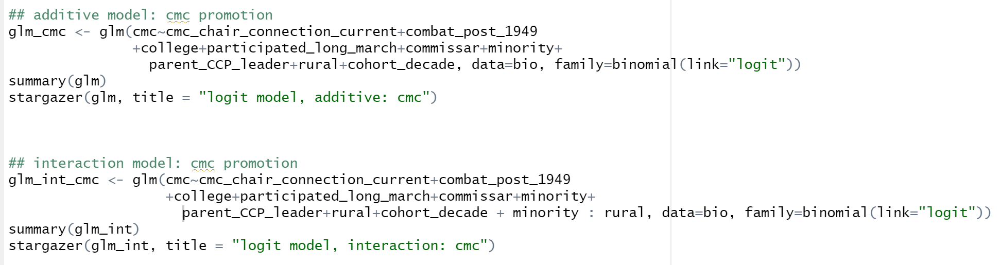 ## additive model: cmc promotion
glm_cmc <- glm(cmc~cmc_chair_connection_current+combat_post_1949
+college+participated_long_march+commissar+minority+
parent_CCP_leader+rural+cohort_decade, data=bio, family=binomial(link="logit"))
summary(glm)
stargazer(glm, title = "logit model, additive: cmc")
## interaction model: cmc promotion
glm_int_cmc <- glm(cmc~cmc_chair_connection_current+combat_post_1949
+college+participated_long_march+commissar+minority+
parent_CCP_leader+rural+cohort_decade + minority : rural, data=bio, family=binomial(link="logit"))
summary(glm_int)
stargazer(glm_int, title = "logit model, interaction: cmc")